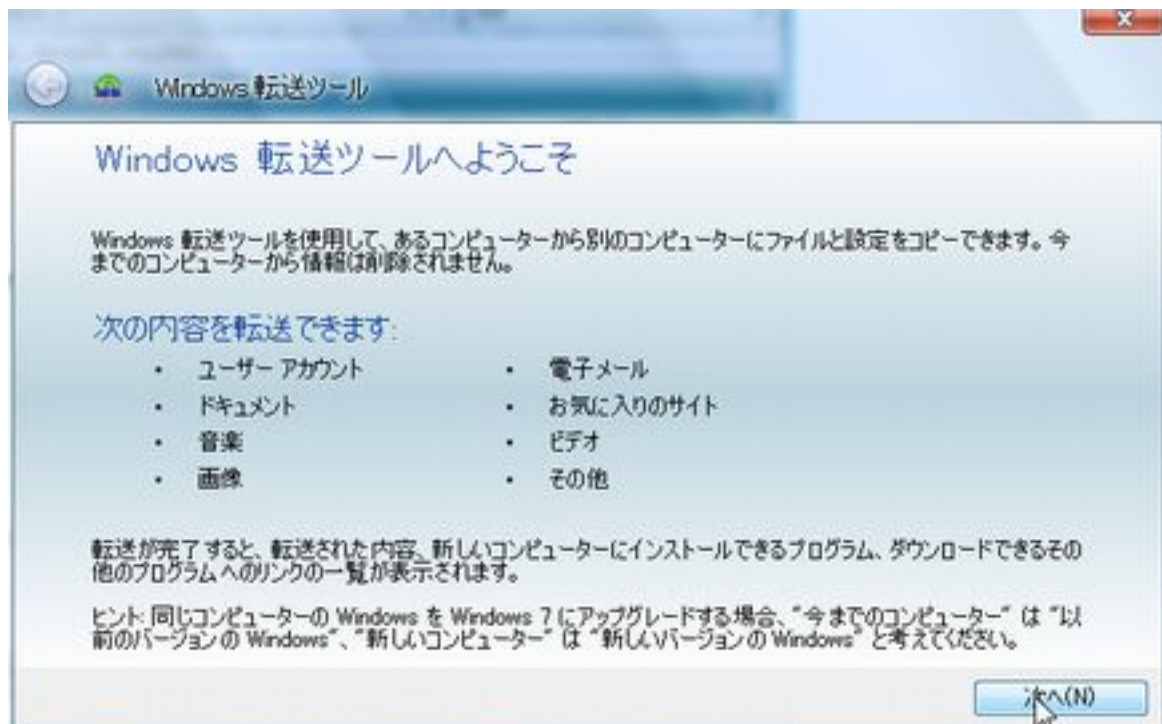 Windows 転送ツール
Windows 転送ツールへようこそ
Windows 転送ツールを使用して、あるコンピューターから別のコンピューターにファイルと設定をコピーできます。今
までのコンピューターから情報は削除されません。
次の内容を転送できます:
・ ユーザー アカウント
・ 電子メール
・ ドキュメント
・ お気に入りのサイト
・ 音楽
・ ビデオ
・ 画像
・ その他
転送が完了すると、転送された内容、新しいコンピューターにインストールできるプログラム、ダウンロードできるその
他のプログラムへのリンクの一覧が表示されます。
ヒント: 同じコンピューターの Windows を Windows 7 にアップグレードする場合、"今までのコンピューター" は "以
前のバージョンの Windows"、"新しいコンピューター" は "新しいバージョンの Windows" と考えてください。
次へ(N)